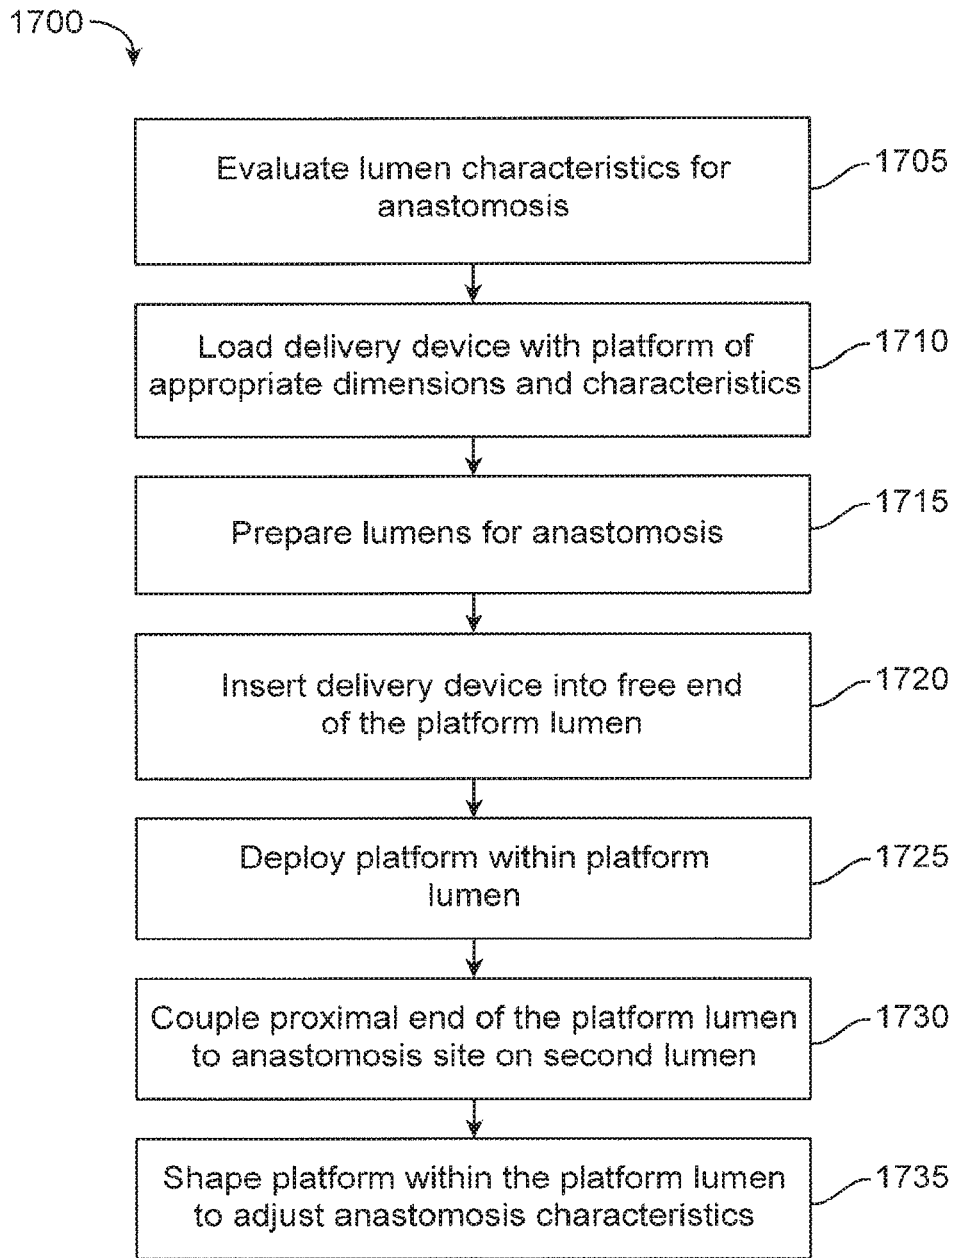 1700
Evaluate lumen characteristics for
anastomosis
1705
Load delivery device with platform of
appropriate dimensions and characteristics
1710
Prepare lumens for anastomosis
1715
Insert delivery device into free end
of the platform lumen
1720
Deploy platform within platform
lumen
1725
Couple proximal end of the platform lumen
to anastomosis site on second lumen
1730
Shape platform within the platform lumen
to adjust anastomosis characteristics
1735